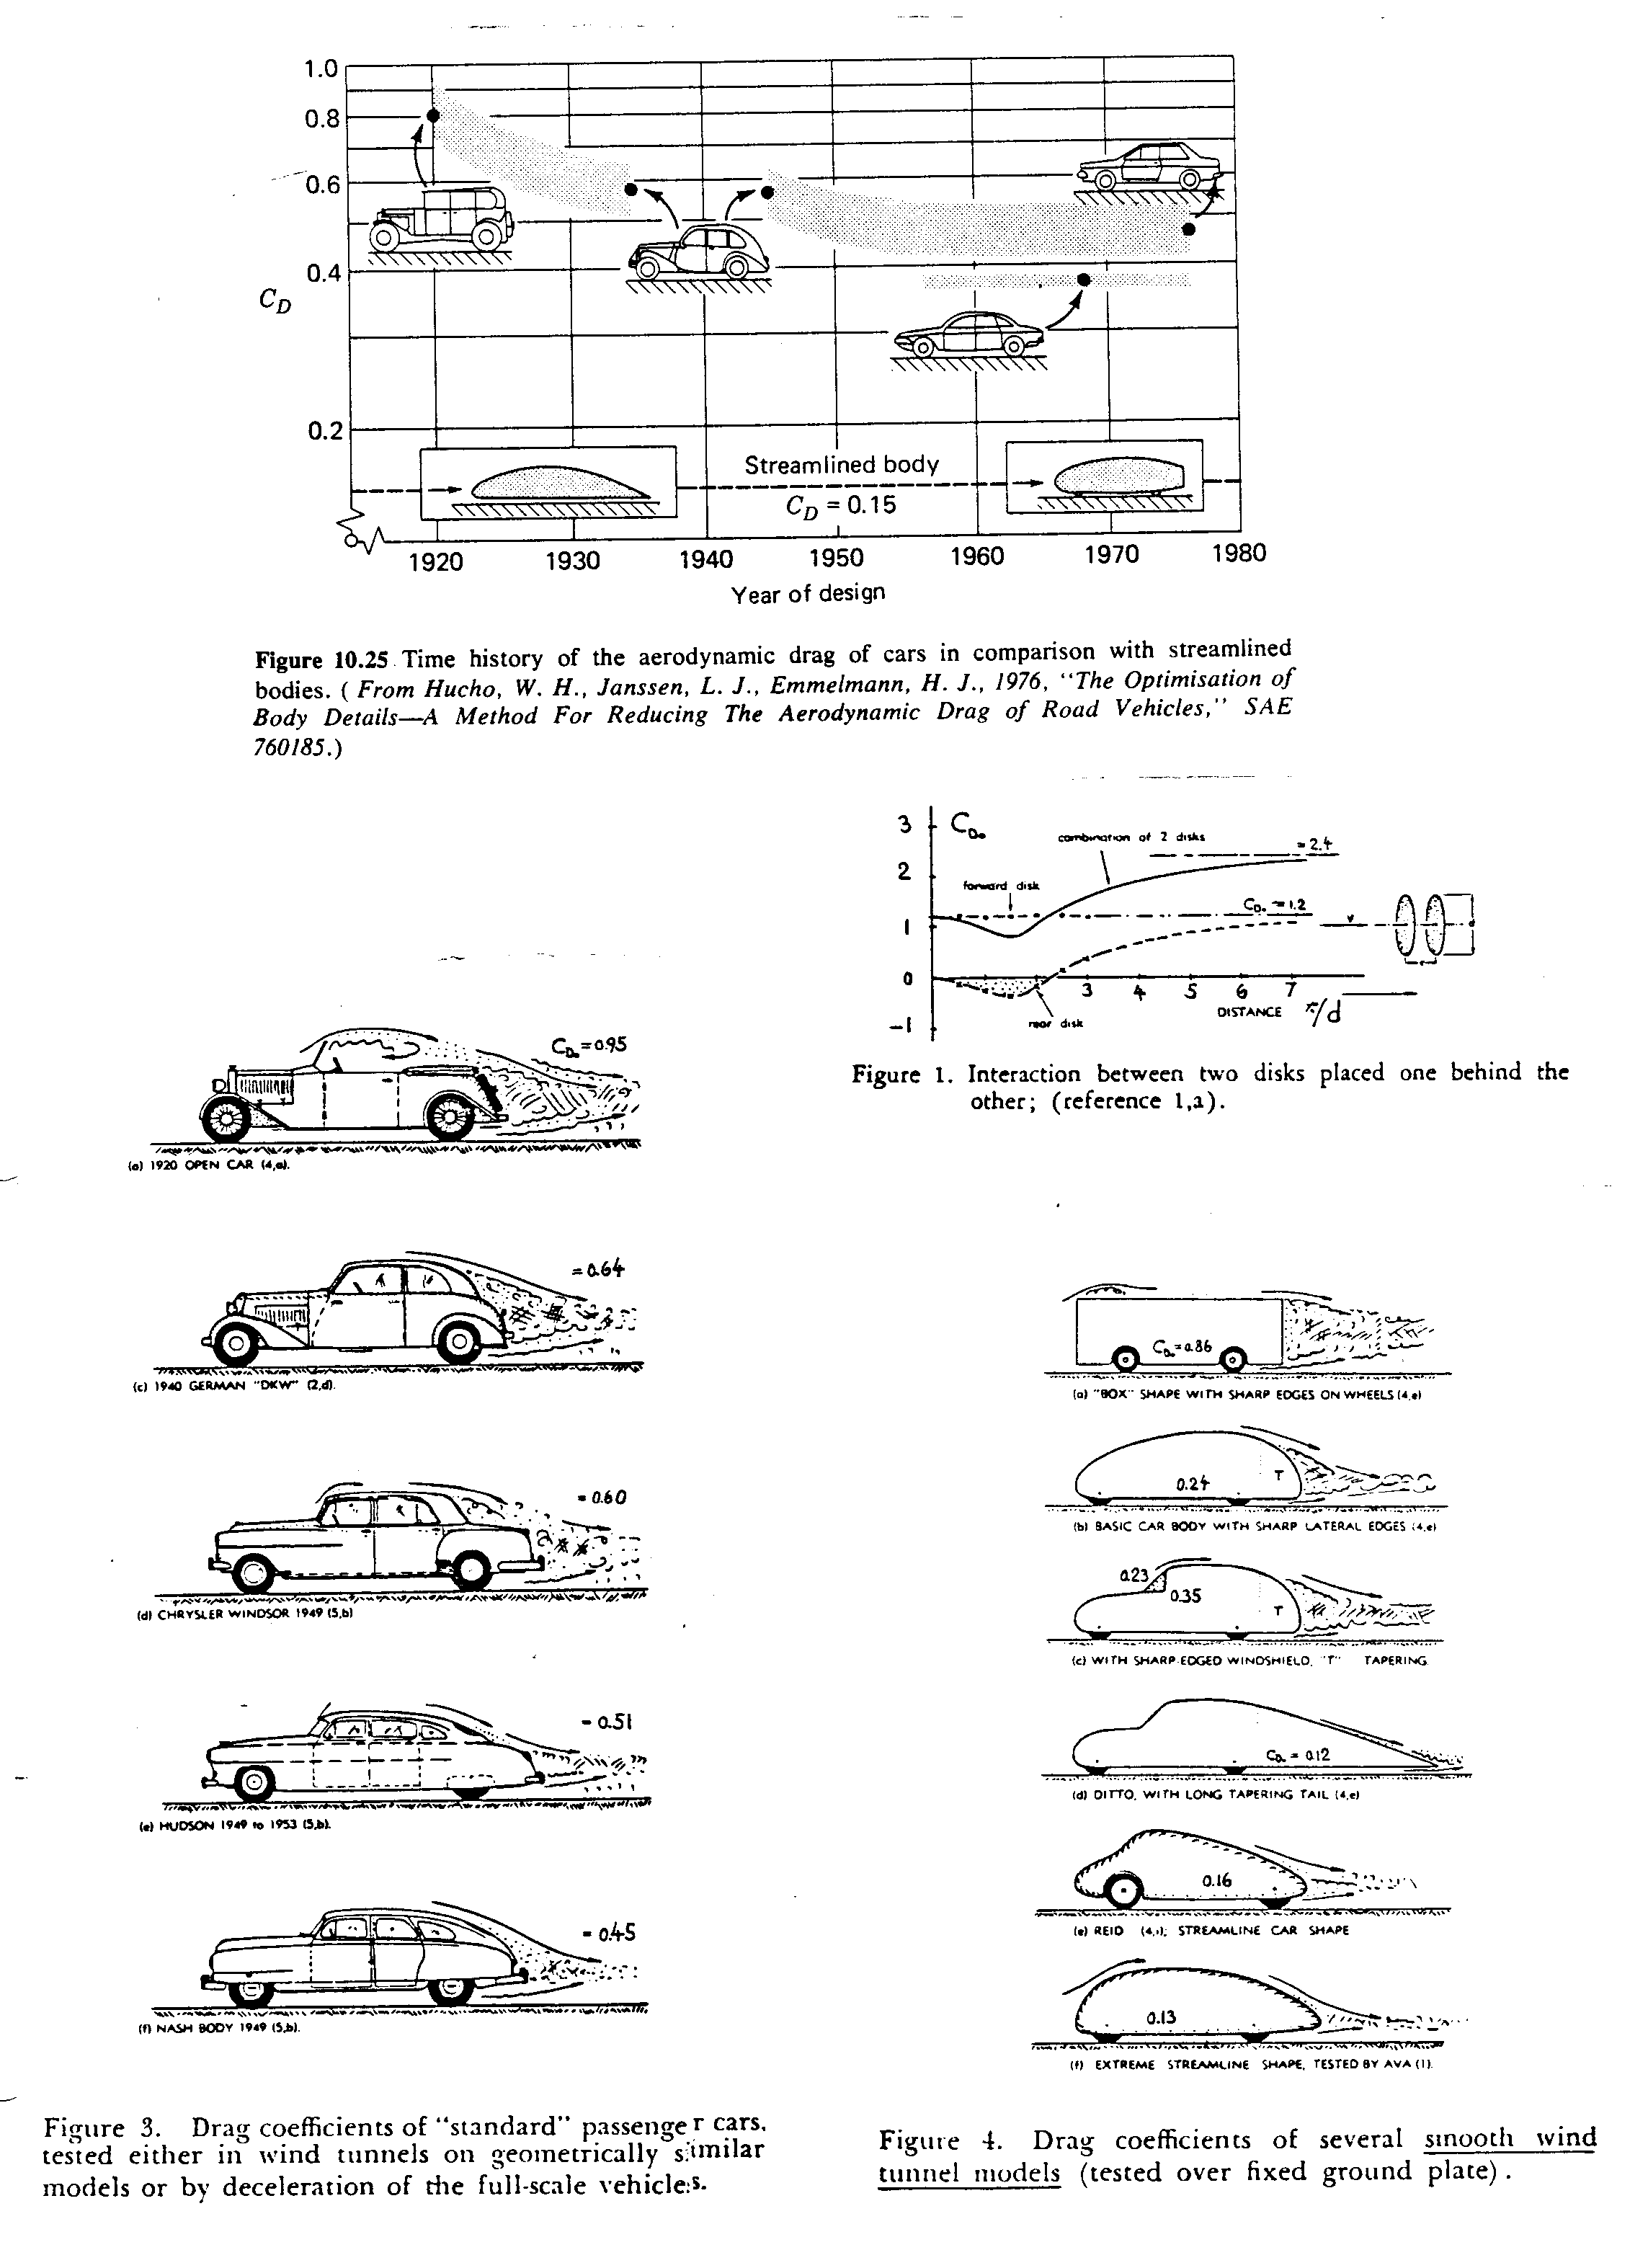 1.0
0.8
0.6
0.4
C_D
0.2
Streamlined body
C_D = 0.15
0
1920 1930 1940 1950 1960 1970 1980
Year of design
Figure 10.25 Time history of the aerodynamic drag of cars in comparison with streamlined
bodies. ( From Hucho, W. H., Janssen, L. J., Emmelmann, H. J., 1976, "The Optimisation of
Body Details—A Method For Reducing The Aerodynamic Drag of Road Vehicles," SAE
760185.)
3 C_D•
combination of 2 disks
= 2.4
2
forward disk
C_D• = 1.2
1
v
0
3 4 5 6 7
DISTANCE /d
-1
rear disk
Figure 1. Interaction between two disks placed one behind the
other; (reference 1,a).
C_D• = 0.95
(a) 1920 OPEN CAR (4,a).
= 0.64
(c) 1940 GERMAN "DKW" (2,d).
= 0.60
(d) CHRYSLER WINDSOR 1949 (5,b)
= 0.51
(e) HUDSON 1949 to 1953 (5,b).
= 0.45
(f) NASH BODY 1949 (5,b).
Figure 3. Drag coefficients of "standard" passenger cars,
tested either in wind tunnels on geometrically similar
models or by deceleration of the full-scale vehicles.
C_D• = 0.86
(a) "BOX" SHAPE WITH SHARP EDGES ON WHEELS (4,e)
T
0.24
(b) BASIC CAR BODY WITH SHARP LATERAL EDGES (4,e)
0.23
0.35
T
(c) WITH SHARP-EDGED WINDSHIELD, "T" TAPERING.
C_D• = 0.12
(d) DITTO, WITH LONG TAPERING TAIL (4,e)
0.16
(e) REID (4,i); STREAMLINE CAR SHAPE
0.13
(f) EXTREME STREAMLINE SHAPE, TESTED BY AVA (1).
Figure 4. Drag coefficients of several smooth wind
tunnel models (tested over fixed ground plate).